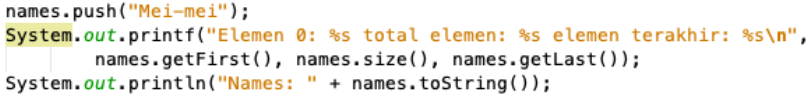 names.push("Mei-mei");
System.out.printf("Elemen 0: %s total elemen: %s elemen terakhir: %s\n",
        names.getFirst(), names.size(), names.getLast());
System.out.println("Names: " + names.toString());